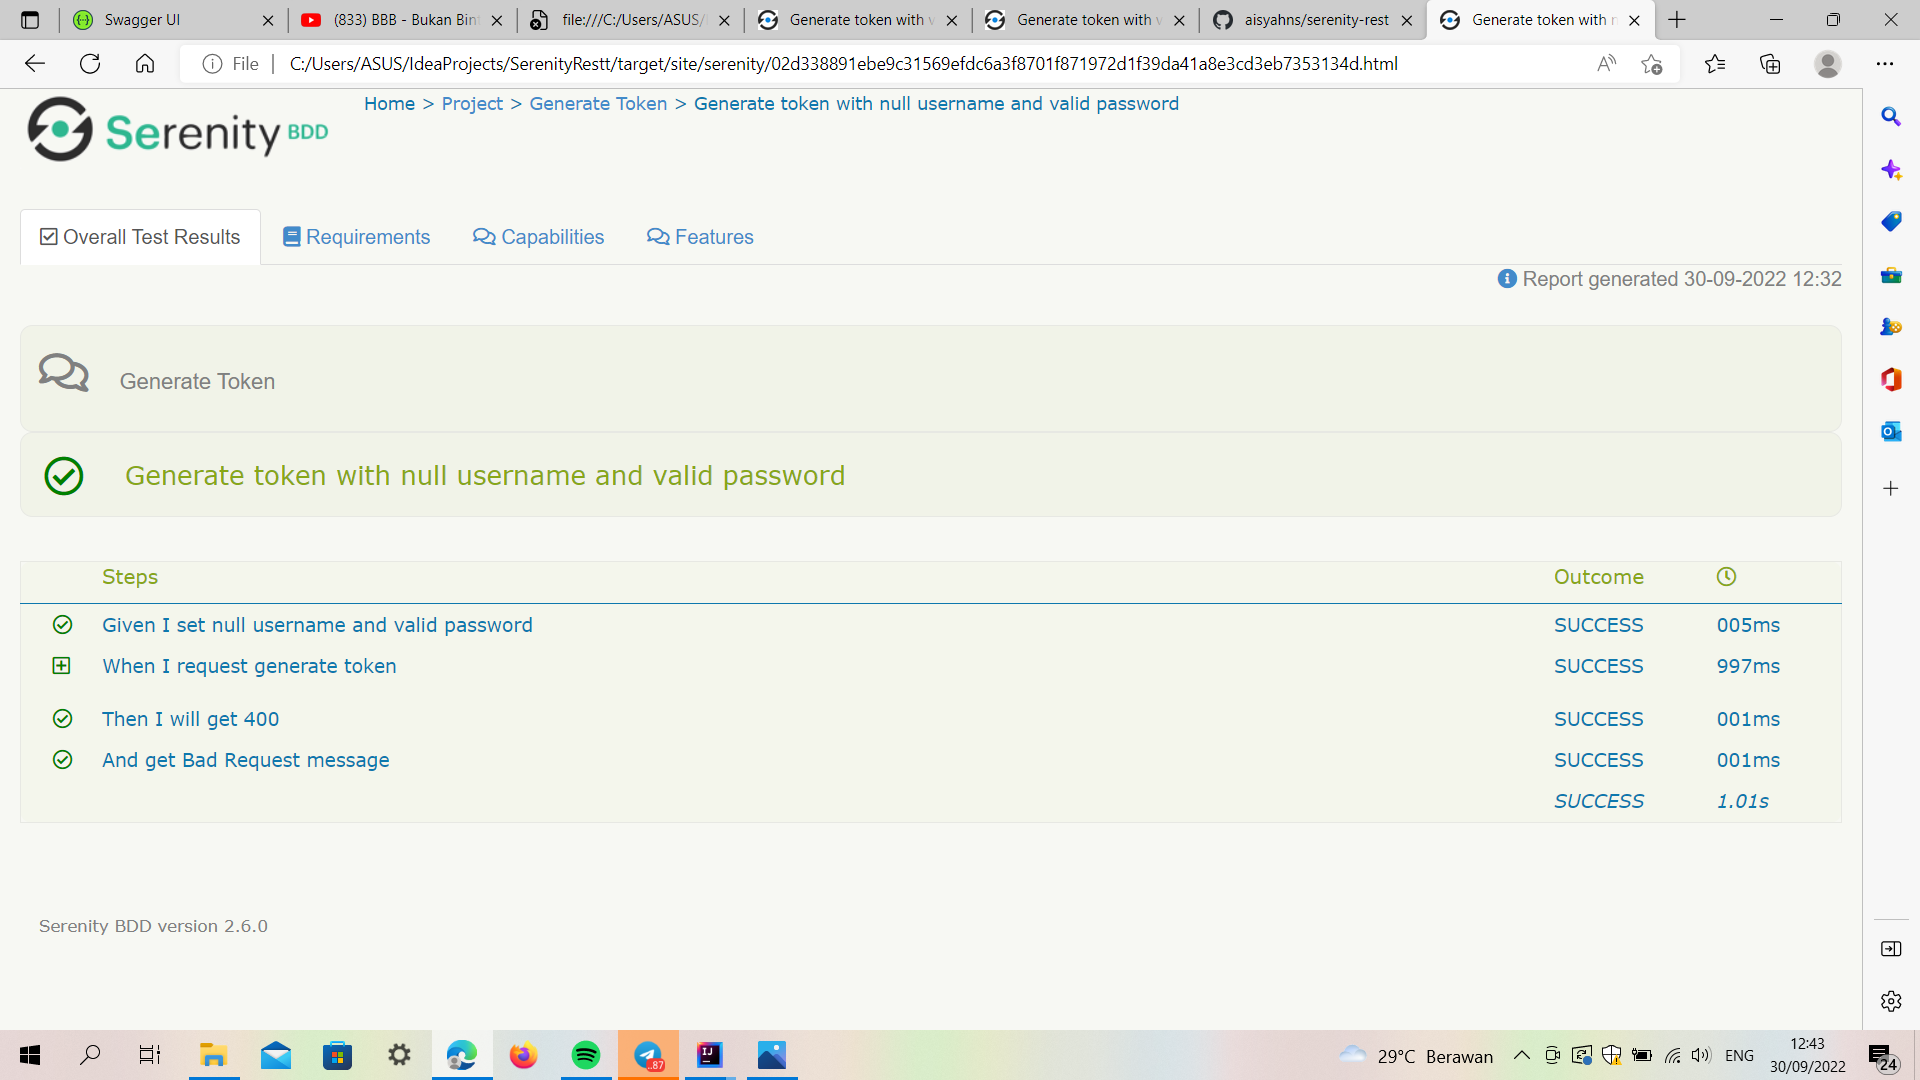 Swagger UI
(833) BBB - Bukan Bin
file:///C:/Users/ASUS/
Generate token with v
Generate token with v
aisyahns/serenity-rest
Generate token with n
File
C:/Users/ASUS/IdeaProjects/SerenityRestt/target/site/serenity/02d338891ebe9c31569efdc6a3f8701f871972d1f39da41a8e3cd3eb7353134d.html
Serenity BDD
Home > Project > Generate Token > Generate token with null username and valid password
Overall Test Results
Requirements
Capabilities
Features
Report generated 30-09-2022 12:32
Generate Token
Generate token with null username and valid password
Steps Outcome
Given I set null username and valid password SUCCESS 005ms
When I request generate token SUCCESS 997ms
Then I will get 400 SUCCESS 001ms
And get Bad Request message SUCCESS 001ms
SUCCESS 1.01s
Serenity BDD version 2.6.0
..87
IJ
29°C Berawan
ENG
12:43
30/09/2022
24